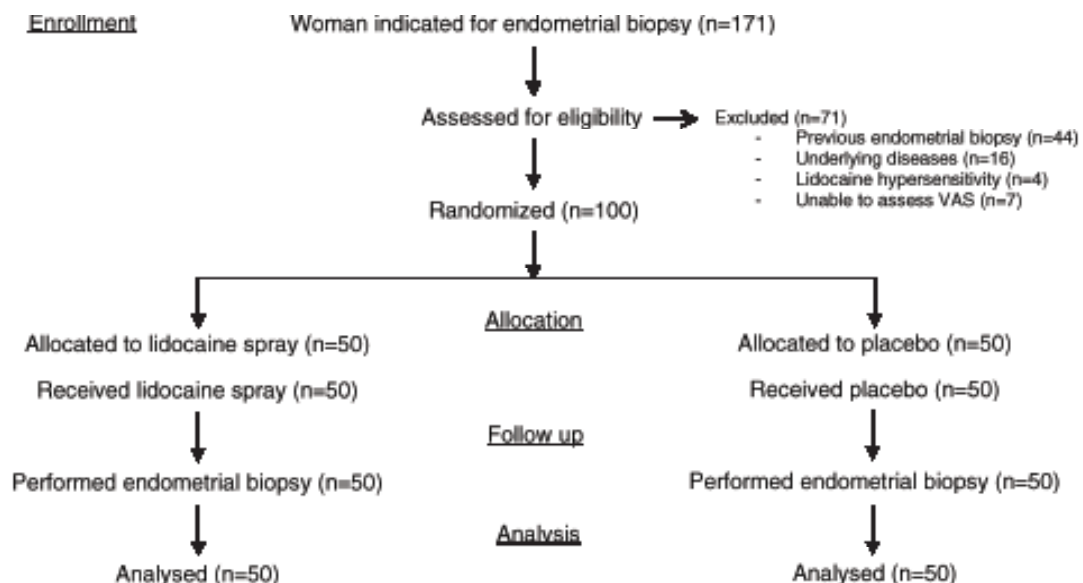 Enrollment
Woman indicated for endometrial biopsy (n=171)
Assessed for eligibility
Excluded (n=71)
- Previous endometrial biopsy (n=44)
- Underlying diseases (n=16)
- Lidocaine hypersensitivity (n=4)
- Unable to assess VAS (n=7)
Randomized (n=100)
Allocation
Allocated to lidocaine spray (n=50)
Allocated to placebo (n=50)
Received lidocaine spray (n=50)
Received placebo (n=50)
Follow up
Performed endometrial biopsy (n=50)
Performed endometrial biopsy (n=50)
Analysis
Analysed (n=50)
Analysed (n=50)